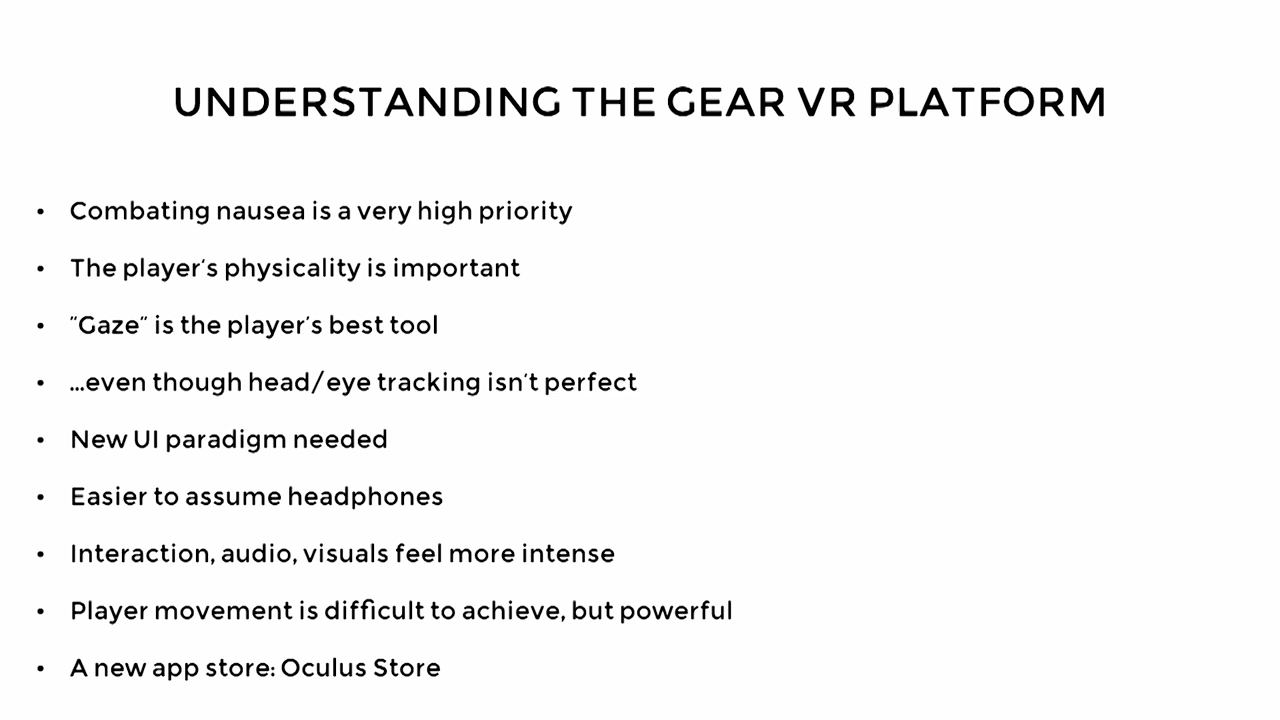 UNDERSTANDING THE GEAR VR PLATFORM
• Combating nausea is a very high priority
• The player's physicality is important
• "Gaze" is the player's best tool
• ...even though head/eye tracking isn't perfect
• New UI paradigm needed
• Easier to assume headphones
• Interaction, audio, visuals feel more intense
• Player movement is difficult to achieve, but powerful
• A new app store: Oculus Store